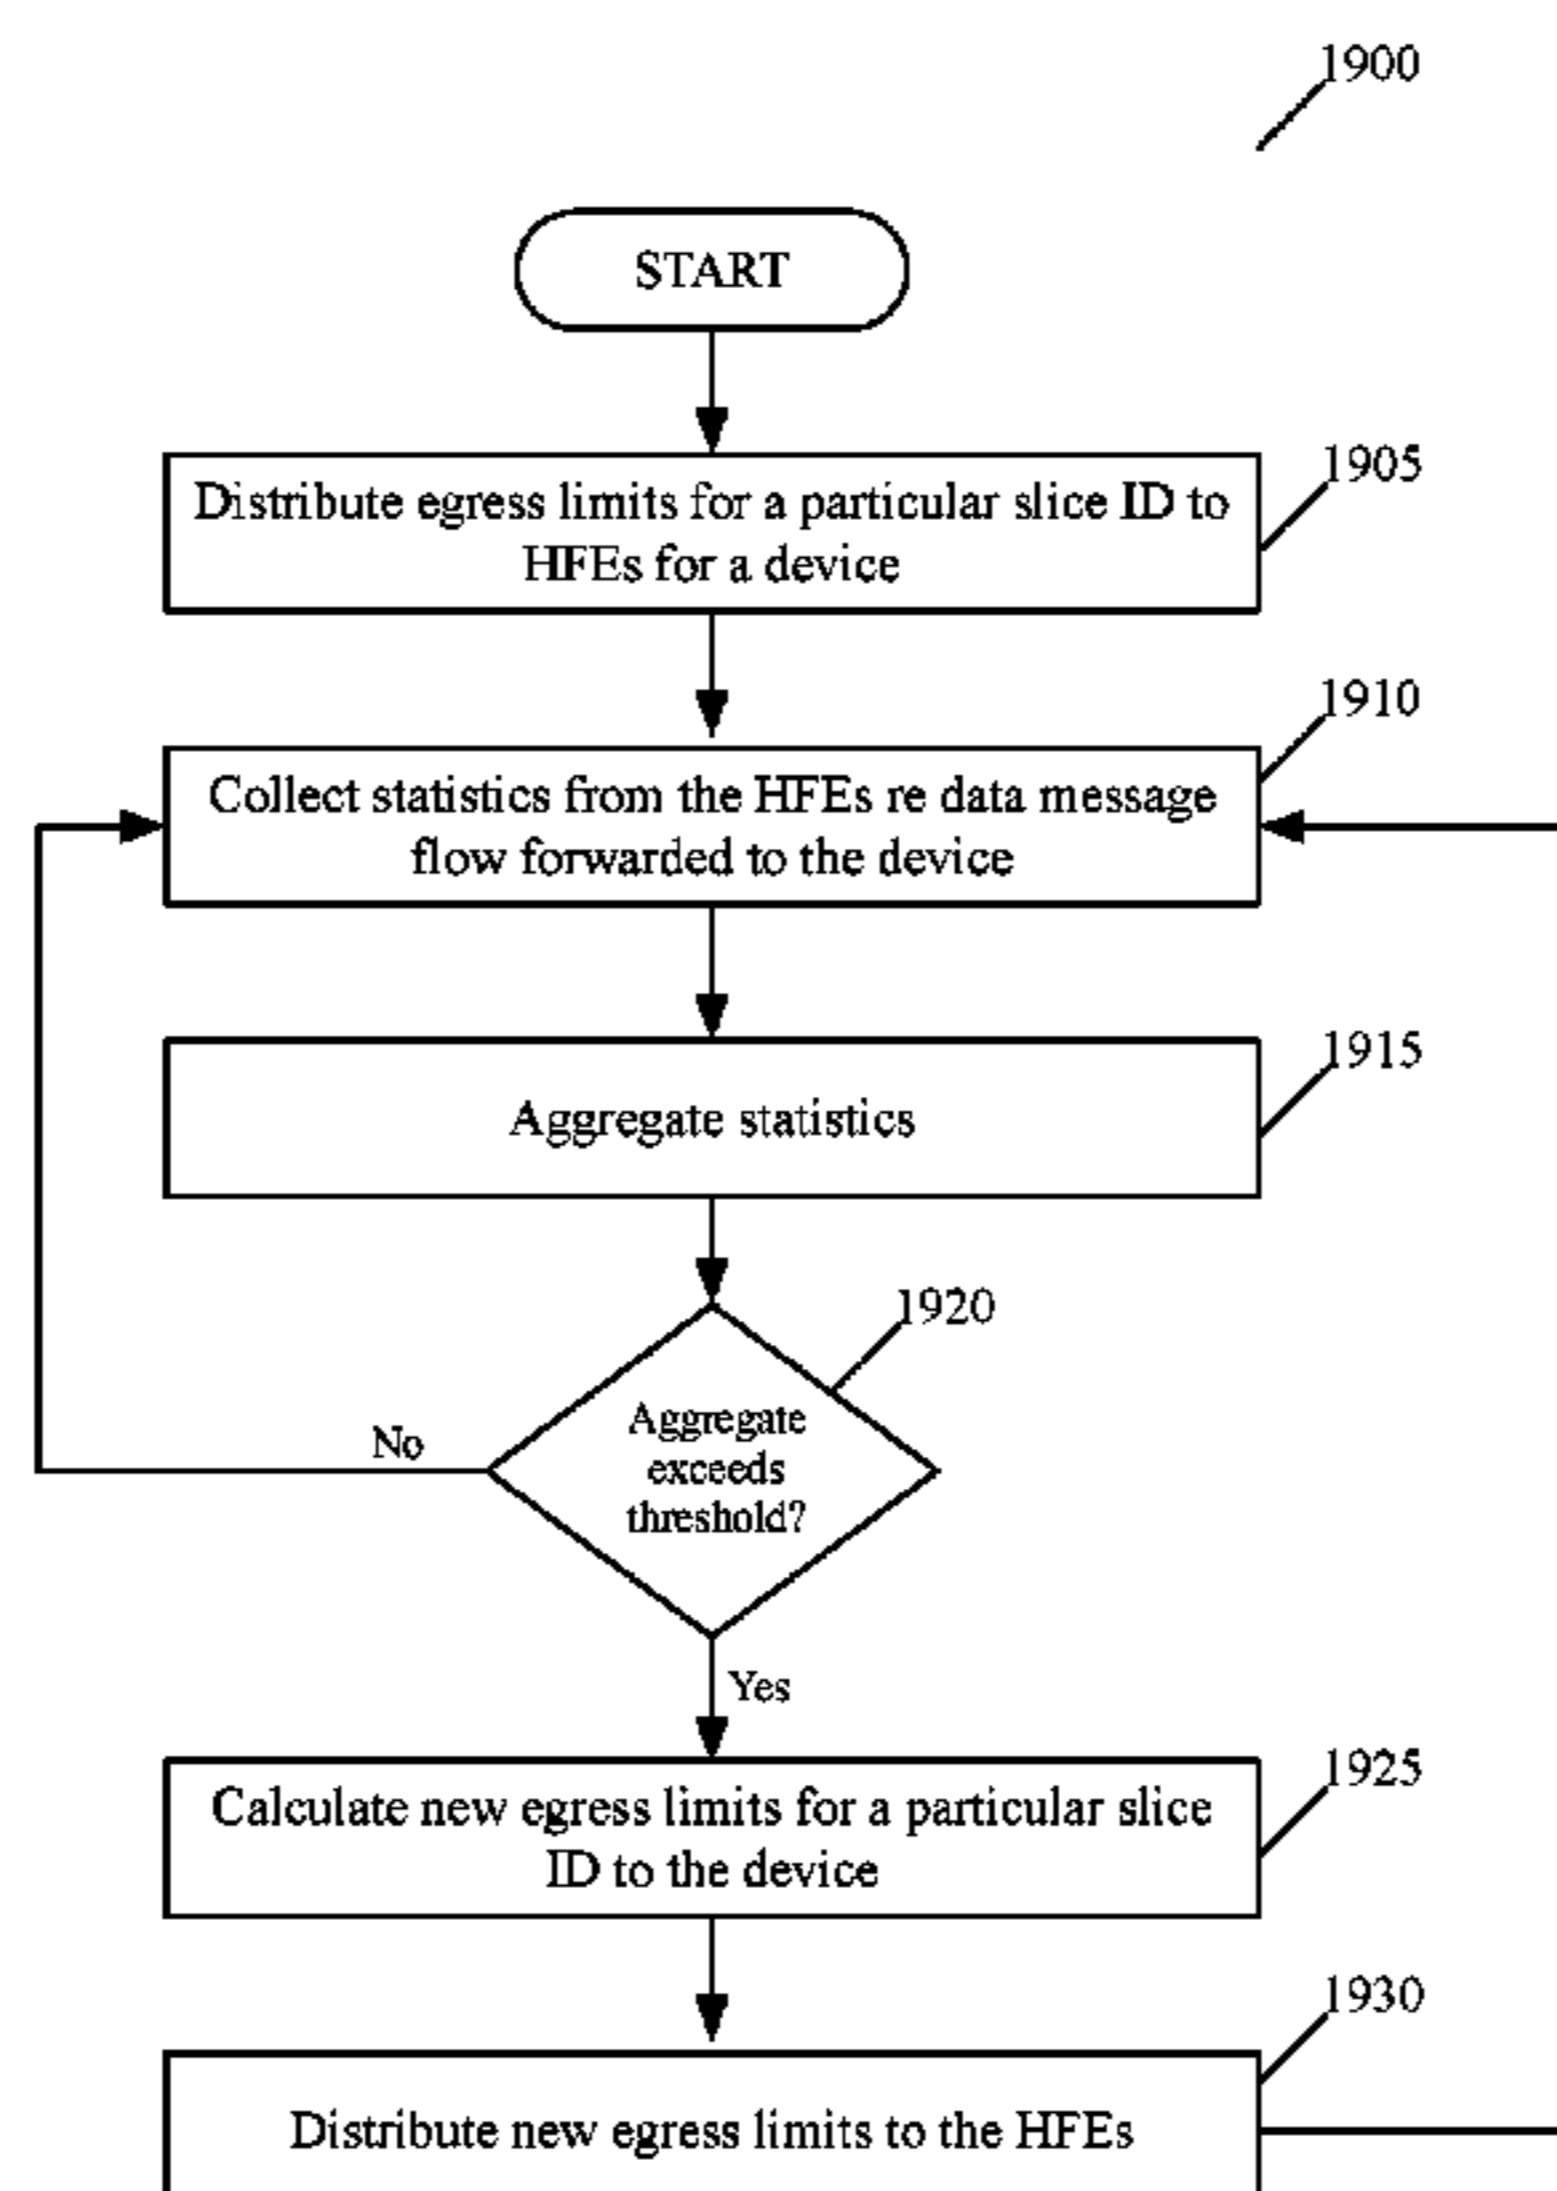 1900
START
1905
Distribute egress limits for a particular slice ID to
HFEs for a device
1910
Collect statistics from the HFEs re data message
flow forwarded to the device
1915
Aggregate statistics
1920
Aggregate
exceeds
threshold?
No
Yes
1925
Calculate new egress limits for a particular slice
ID to the device
1930
Distribute new egress limits to the HFEs